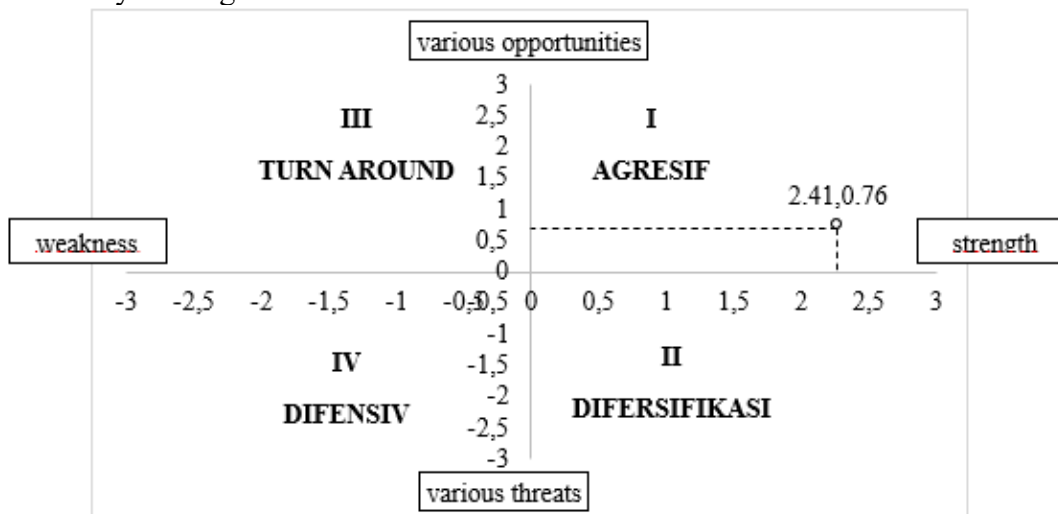 various opportunities
3
III
2,5
I
2
TURN AROUND
AGRESIF
1,5
2.41,0.76
1
weakness
0,5
strength
0
-3 -2,5 -2 -1,5 -1 -0,5 0 0,5 1 1,5 2 2,5 3
-0,5
-1
IV
II
-1,5
DIFENSIV
-2
DIFERSIFIKASI
-2,5
-3
various threats